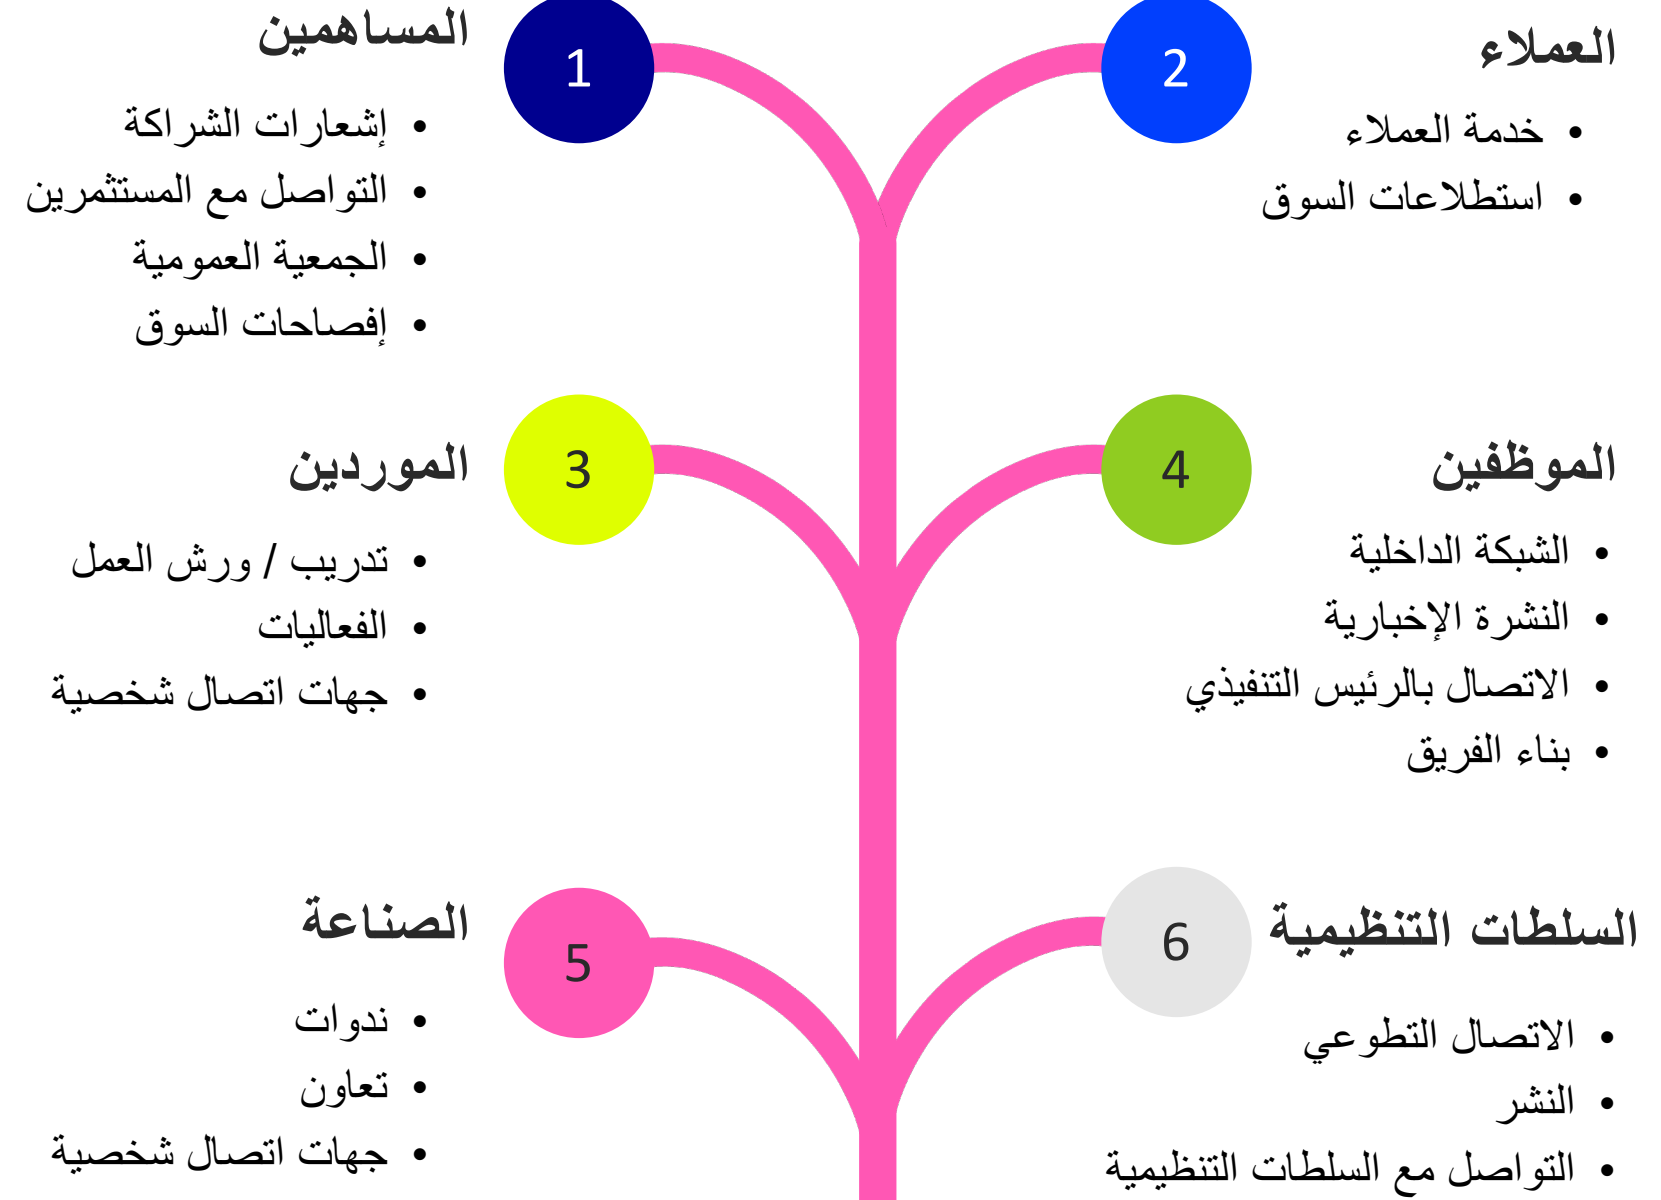 1
المساهمين
إشعارات الشراكة
التواصل مع المستثمرين
الجمعية العمومية
إفصاحات السوق
2
العملاء
خدمة العملاء
استطلاعات السوق
3
الموردين
تدريب / ورش العمل
الفعاليات
جهات اتصال شخصية
4
الموظفين
الشبكة الداخلية
النشرة الإخبارية
الاتصال بالرئيس التنفيذي
بناء الفريق
5
الصناعة
ندوات
تعاون
جهات اتصال شخصية
6
السلطات التنظيمية
الاتصال التطوعي
النشر
التواصل مع السلطات التنظيمية